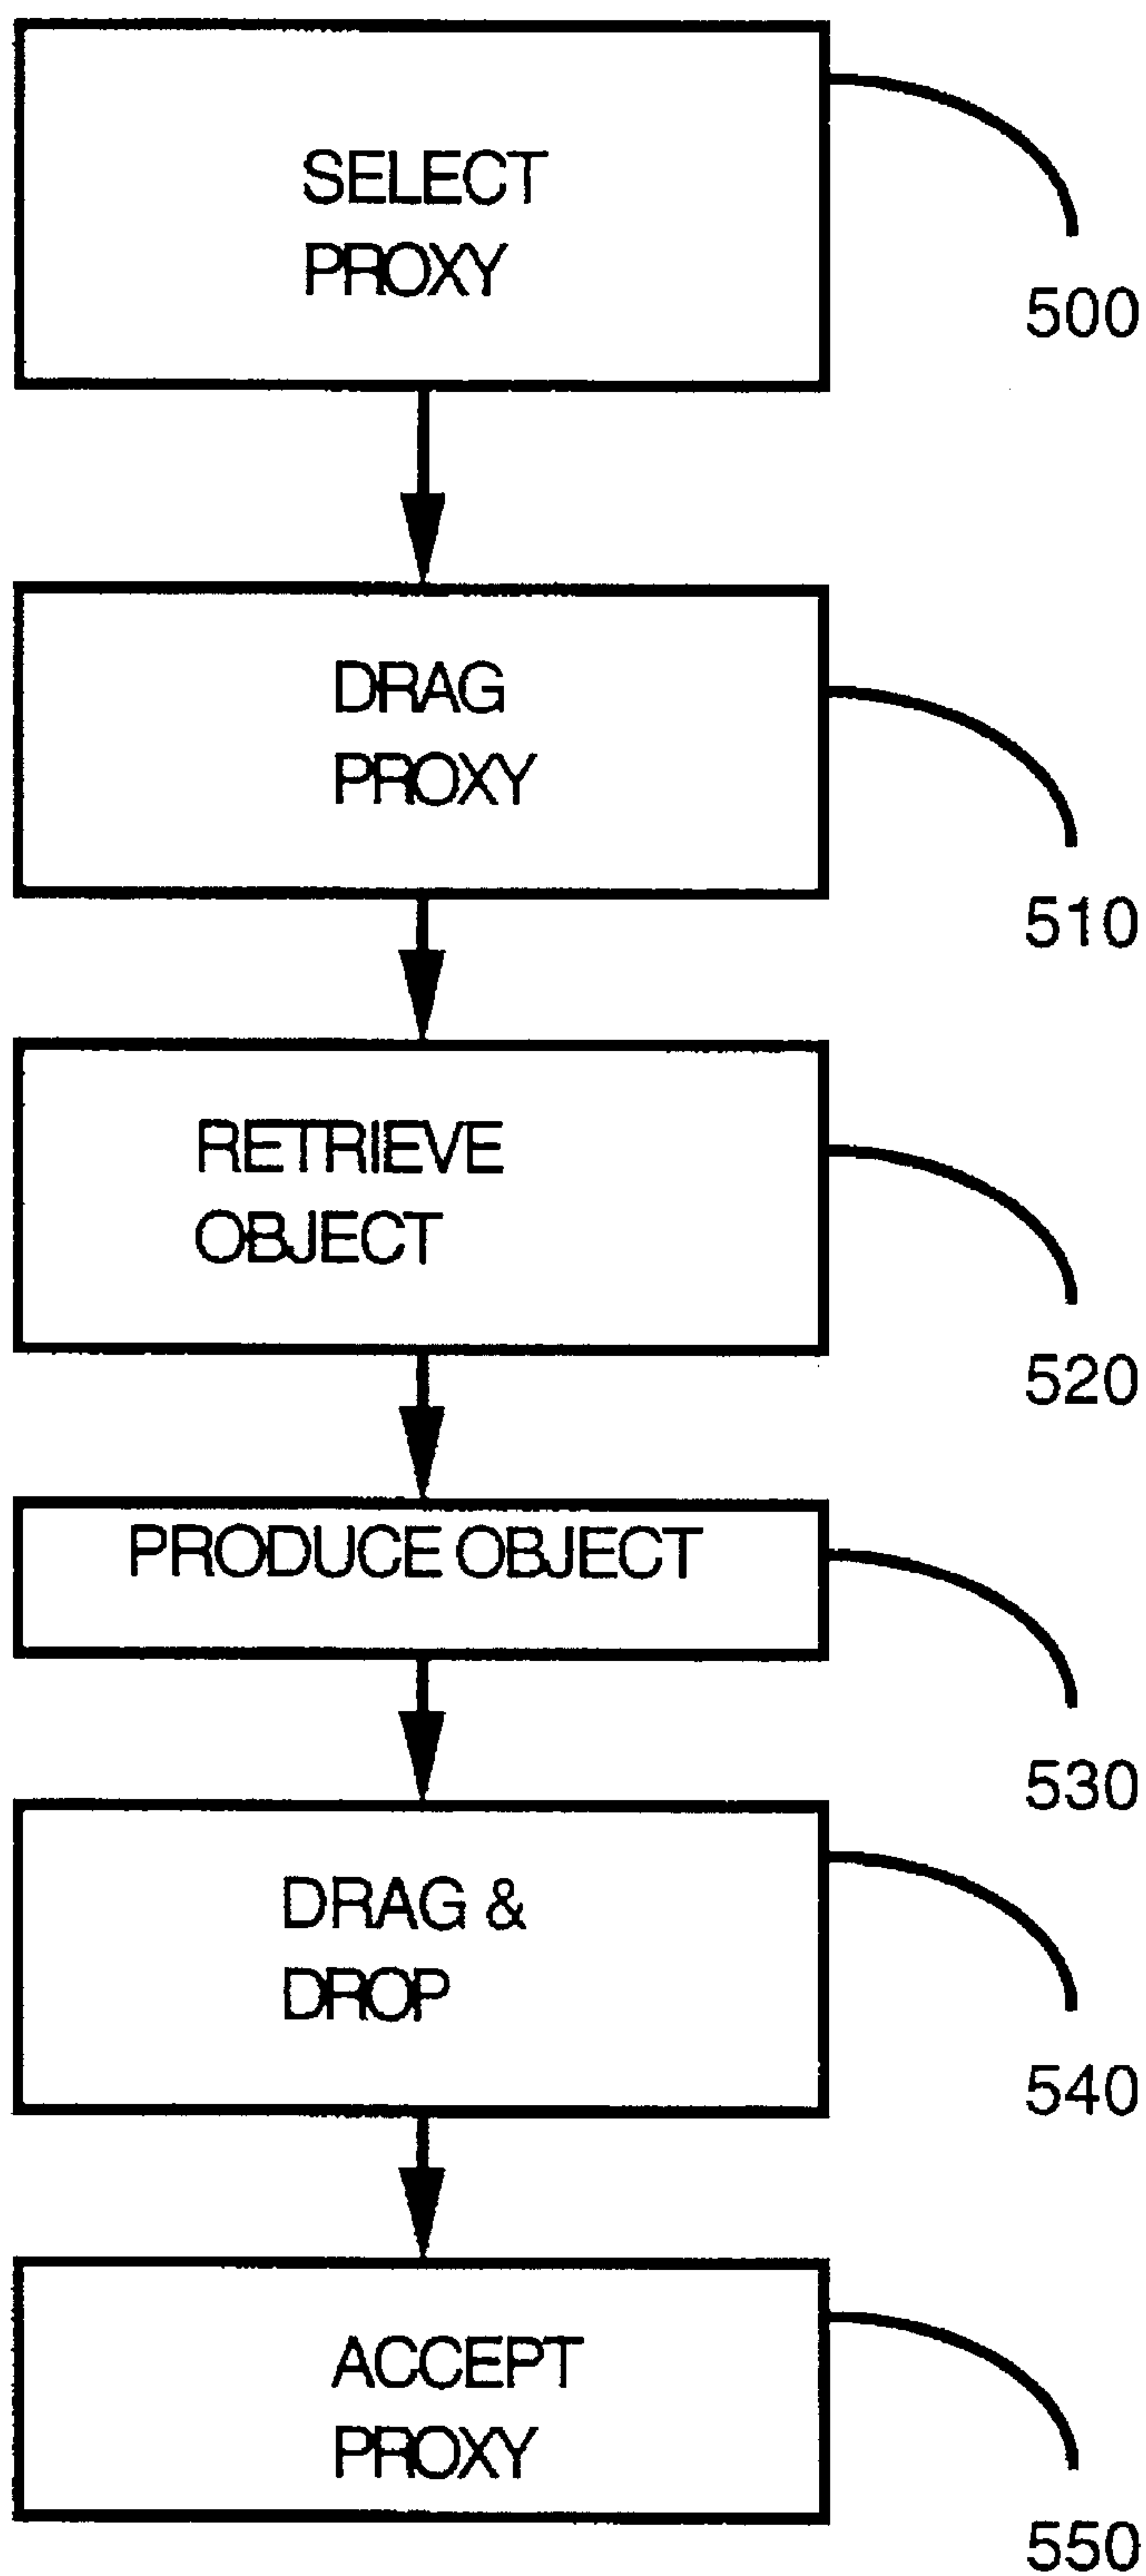 SELECT
PROXY
500
DRAG
PROXY
510
RETRIEVE
OBJECT
520
PRODUCE OBJECT
530
DRAG &
DROP
540
ACCEPT
PROXY
550